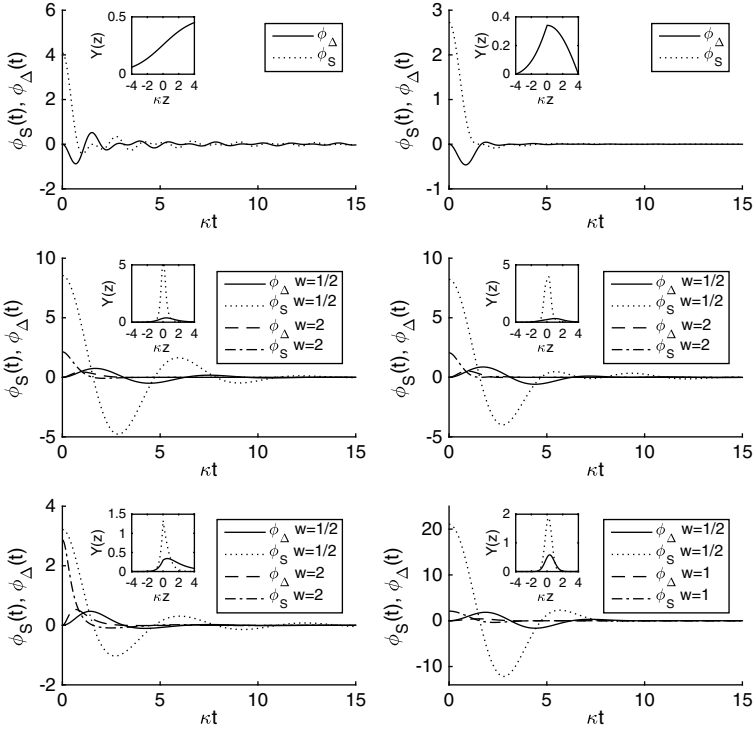 6
4
2
0
-2
0 5 10 15
κt
ϕS(t), ϕΔ(t)
0.5
0
-4 -2 0 2 4
κz
Y(z)
ϕΔ
ϕS
3
2
1
0
-1
0 5 10 15
κt
ϕS(t), ϕΔ(t)
0.4
0.2
0
-4 -2 0 2 4
κz
Y(z)
ϕΔ
ϕS
10
5
0
-5
0 5 10 15
κt
ϕS(t), ϕΔ(t)
5
0
-4 -2 0 2 4
κz
Y(z)
ϕΔ w=1/2
ϕS w=1/2
ϕΔ w=2
ϕS w=2
10
5
0
-5
0 5 10 15
κt
ϕS(t), ϕΔ(t)
5
0
-4 -2 0 2 4
κz
Y(z)
ϕΔ w=1/2
ϕS w=1/2
ϕΔ w=2
ϕS w=2
4
2
0
-2
0 5 10 15
κt
ϕS(t), ϕΔ(t)
1.5
1
0.5
0
-4 -2 0 2 4
κz
Y(z)
ϕΔ w=1/2
ϕS w=1/2
ϕΔ w=2
ϕS w=2
20
10
0
-10
0 5 10 15
κt
ϕS(t), ϕΔ(t)
2
1
0
-4 -2 0 2 4
κz
Y(z)
ϕΔ w=1/2
ϕS w=1/2
ϕΔ w=1
ϕS w=1